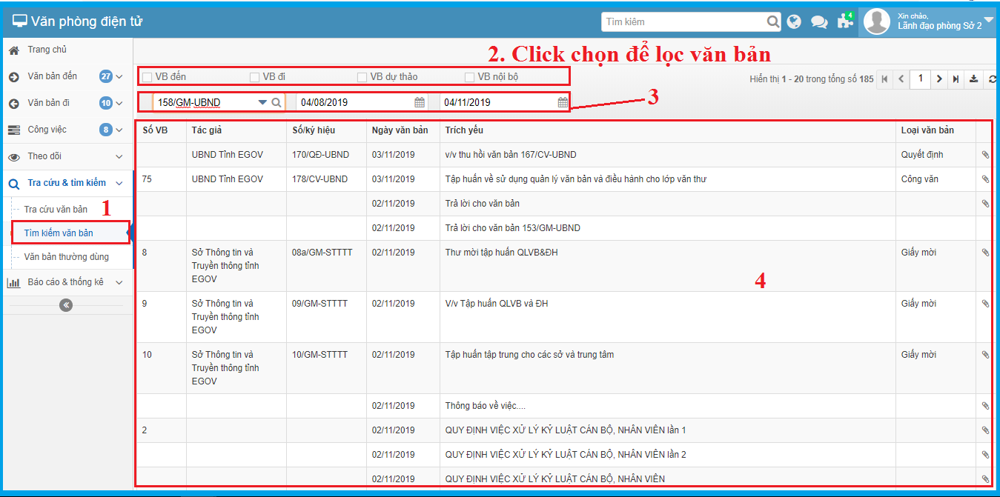 Văn phòng điện tử
Tìm kiếm
4
Xin chào,
Lãnh đạo phòng Sở 2
Trang chủ
Văn bản đến 27
Văn bản đi 10
Công việc 8
Theo dõi
Tra cứu & tìm kiếm
Tra cứu văn bản
1
Tìm kiếm văn bản
Văn bản thường dùng
Báo cáo & thống kê
2. Click chọn để lọc văn bản
VB đến VB đi VB dự thảo VB nội bộ
Hiển thị 1 - 20 trong tổng số 185 1
158/GM-UBND 04/08/2019 04/11/2019
3
Số VB Tác giả Số/ký hiệu Ngày văn bản Trích yếu Loại văn bản
UBND Tỉnh EGOV 170/QĐ-UBND 03/11/2019 v/v thu hồi văn bản 167/CV-UBND Quyết định
75 UBND Tỉnh EGOV 178/CV-UBND 03/11/2019 Tập huấn về sử dụng quản lý văn bản và điều hành cho lớp văn thư Công văn
02/11/2019 Trả lời cho văn bản
02/11/2019 Trả lời cho văn bản 153/GM-UBND
8 Sở Thông tin và 08a/GM-STTTT 02/11/2019 Thư mời tập huấn QLVB&ĐH Giấy mời
Truyền thông tỉnh
EGOV
4
9 Sở Thông tin và 09/GM-STTTT 02/11/2019 V/v Tập huấn QLVB và ĐH Giấy mời
Truyền thông tỉnh
EGOV
10 Sở Thông tin và 10/GM-STTTT 02/11/2019 Tập huấn tập trung cho các sở và trung tâm Giấy mời
Truyền thông tỉnh
EGOV
02/11/2019 Thông báo về việc....
2 02/11/2019 QUY ĐỊNH VIỆC XỬ LÝ KỶ LUẬT CÁN BỘ, NHÂN VIÊN lần 1
02/11/2019 QUY ĐỊNH VIỆC XỬ LÝ KỶ LUẬT CÁN BỘ, NHÂN VIÊN lần 2
02/11/2019 QUY ĐỊNH VIỆC XỬ LÝ KỶ LUẬT CÁN BỘ, NHÂN VIÊN